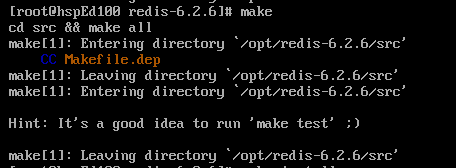 [root@hspEd100 redis-6.2.6]# make
cd src && make all
make[1]: Entering directory `/opt/redis-6.2.6/src'
CC Makefile.dep
make[1]: Leaving directory `/opt/redis-6.2.6/src'
make[1]: Entering directory `/opt/redis-6.2.6/src'
Hint: It's a good idea to run 'make test' ;)
make[1]: Leaving directory `/opt/redis-6.2.6/src'